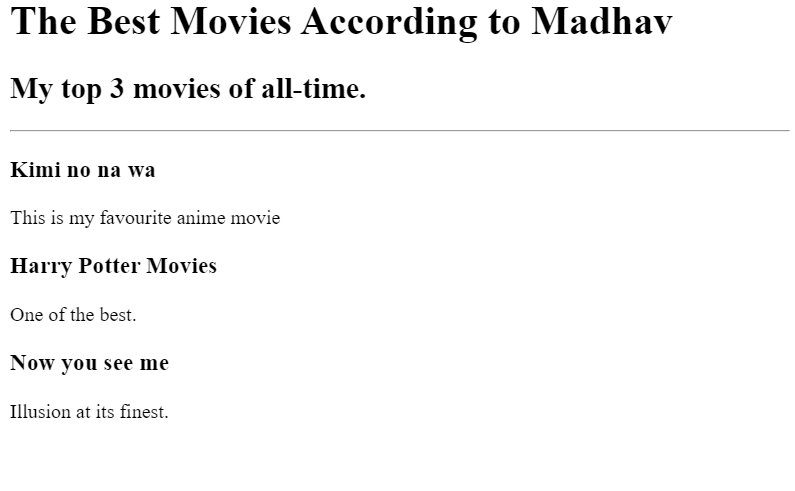 The Best Movies According to Madhav
My top 3 movies of all-time.
Kimi no na wa
This is my favourite anime movie
Harry Potter Movies
One of the best.
Now you see me
Illusion at its finest.